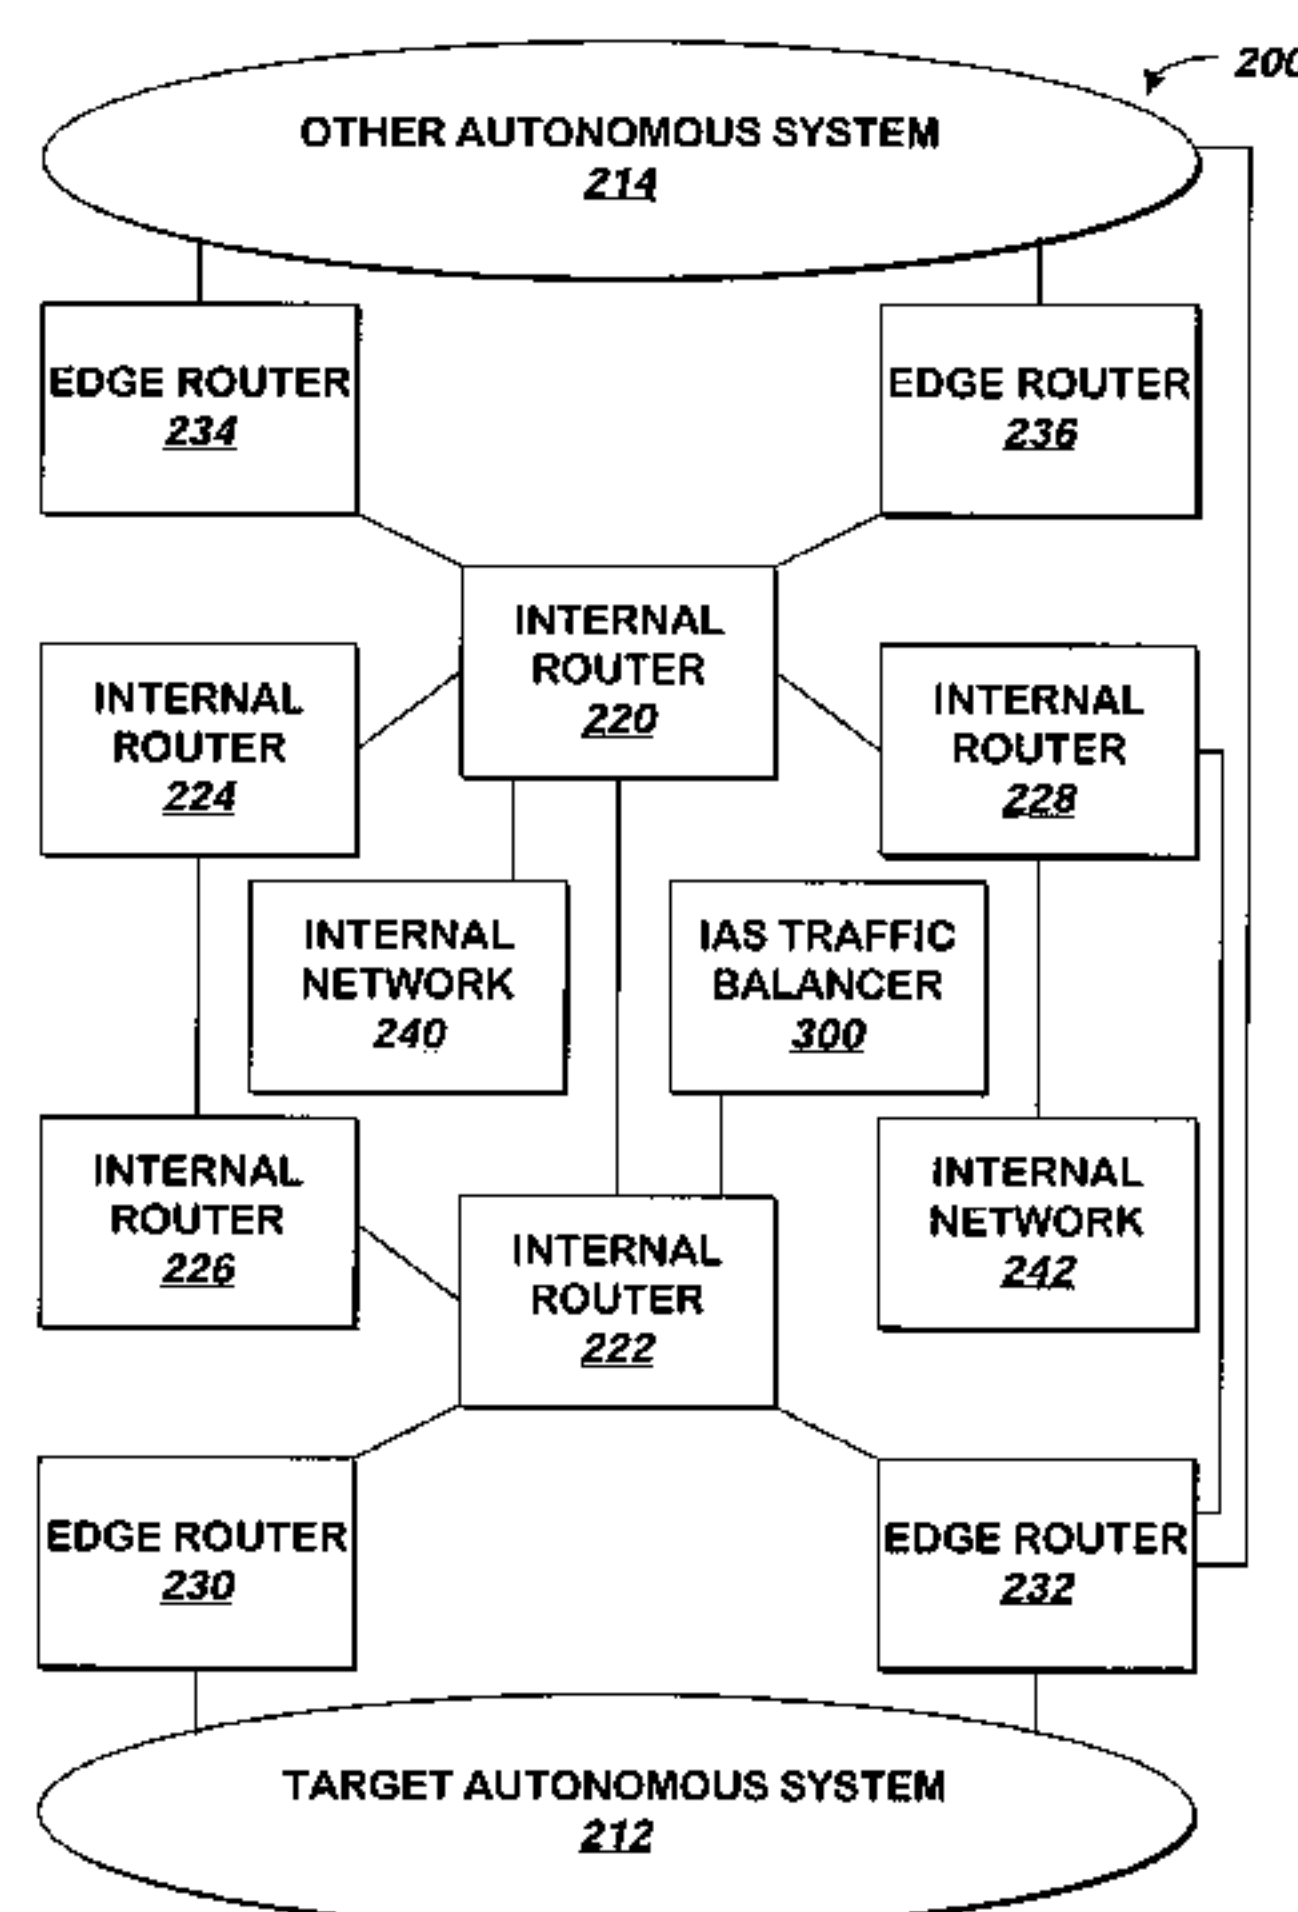 200
OTHER AUTONOMOUS SYSTEM
214
EDGE ROUTER
234
EDGE ROUTER
236
INTERNAL
ROUTER
220
INTERNAL
ROUTER
224
INTERNAL
ROUTER
228
INTERNAL
NETWORK
240
IAS TRAFFIC
BALANCER
300
INTERNAL
ROUTER
226
INTERNAL
NETWORK
242
INTERNAL
ROUTER
222
EDGE ROUTER
230
EDGE ROUTER
232
TARGET AUTONOMOUS SYSTEM
212